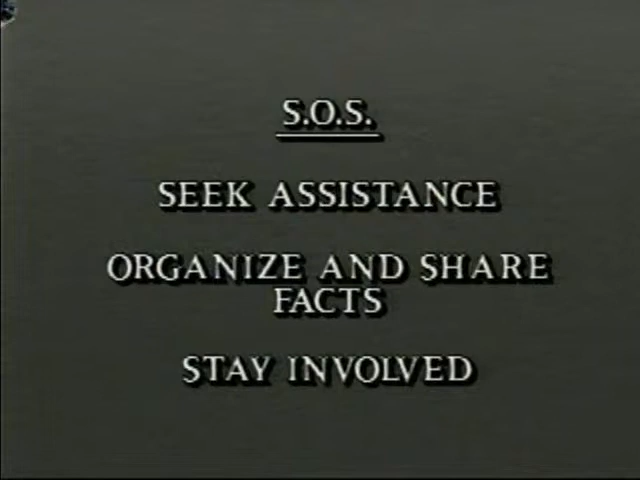 S.O.S.
SEEK ASSISTANCE
ORGANIZE AND SHARE
FACTS
STAY INVOLVED